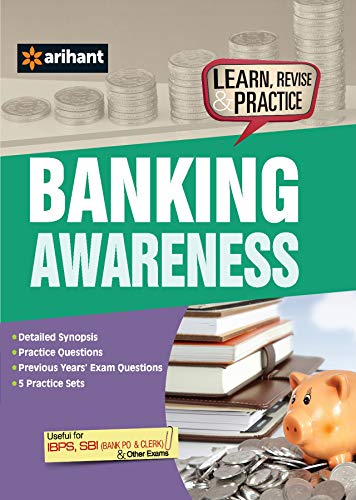 arihant
LEARN, REVISE
& PRACTICE
BANKING
AWARENESS
• Detailed Synopsis
• Practice Questions
• Previous Years' Exam Questions
• 5 Practice Sets
Useful for
IBPS, SBI (BANK PO & CLERK)
& Other Exams